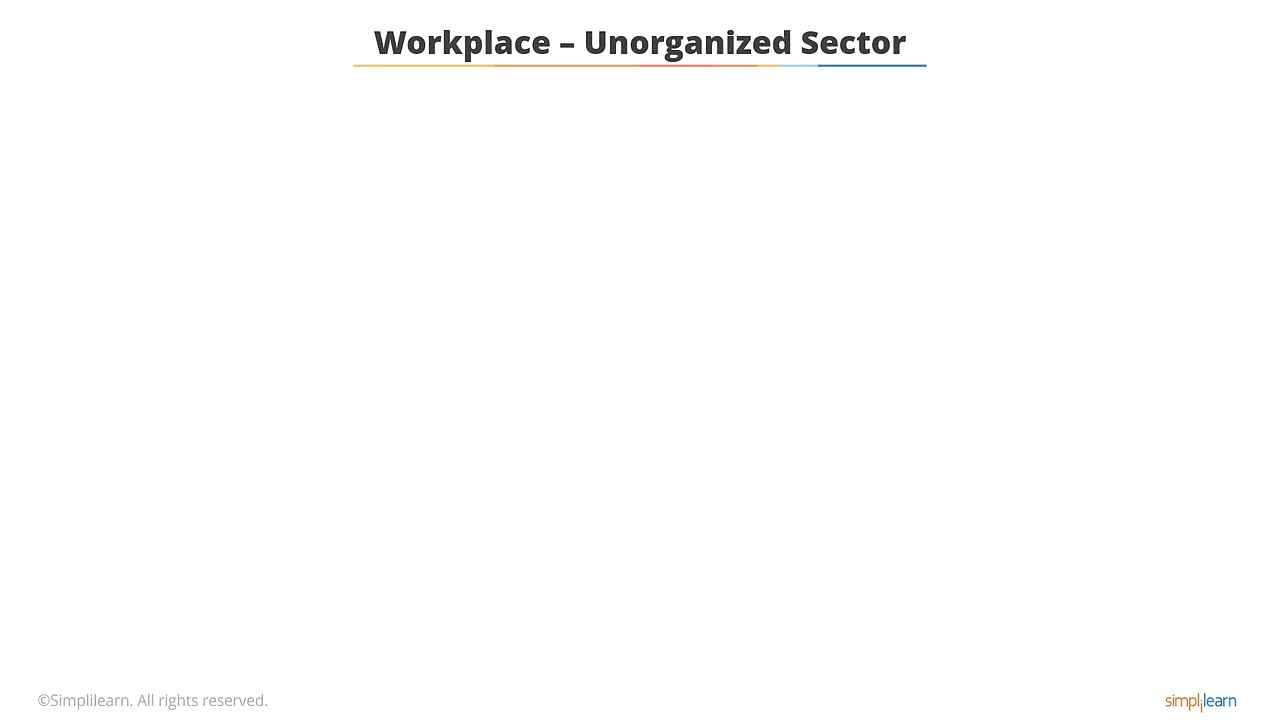 Workplace – Unorganized Sector
©Simplilearn. All rights reserved.
simplilearn